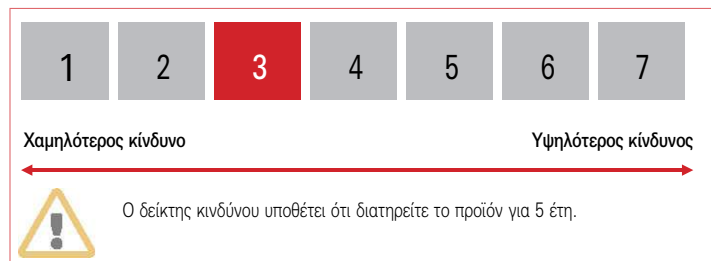 1 2 3 4 5 6 7
Χαμηλότερος κίνδυνο Υψηλότερος κίνδυνος
Ο δείκτης κινδύνου υποθέτει ότι διατηρείτε το προϊόν για 5 έτη.